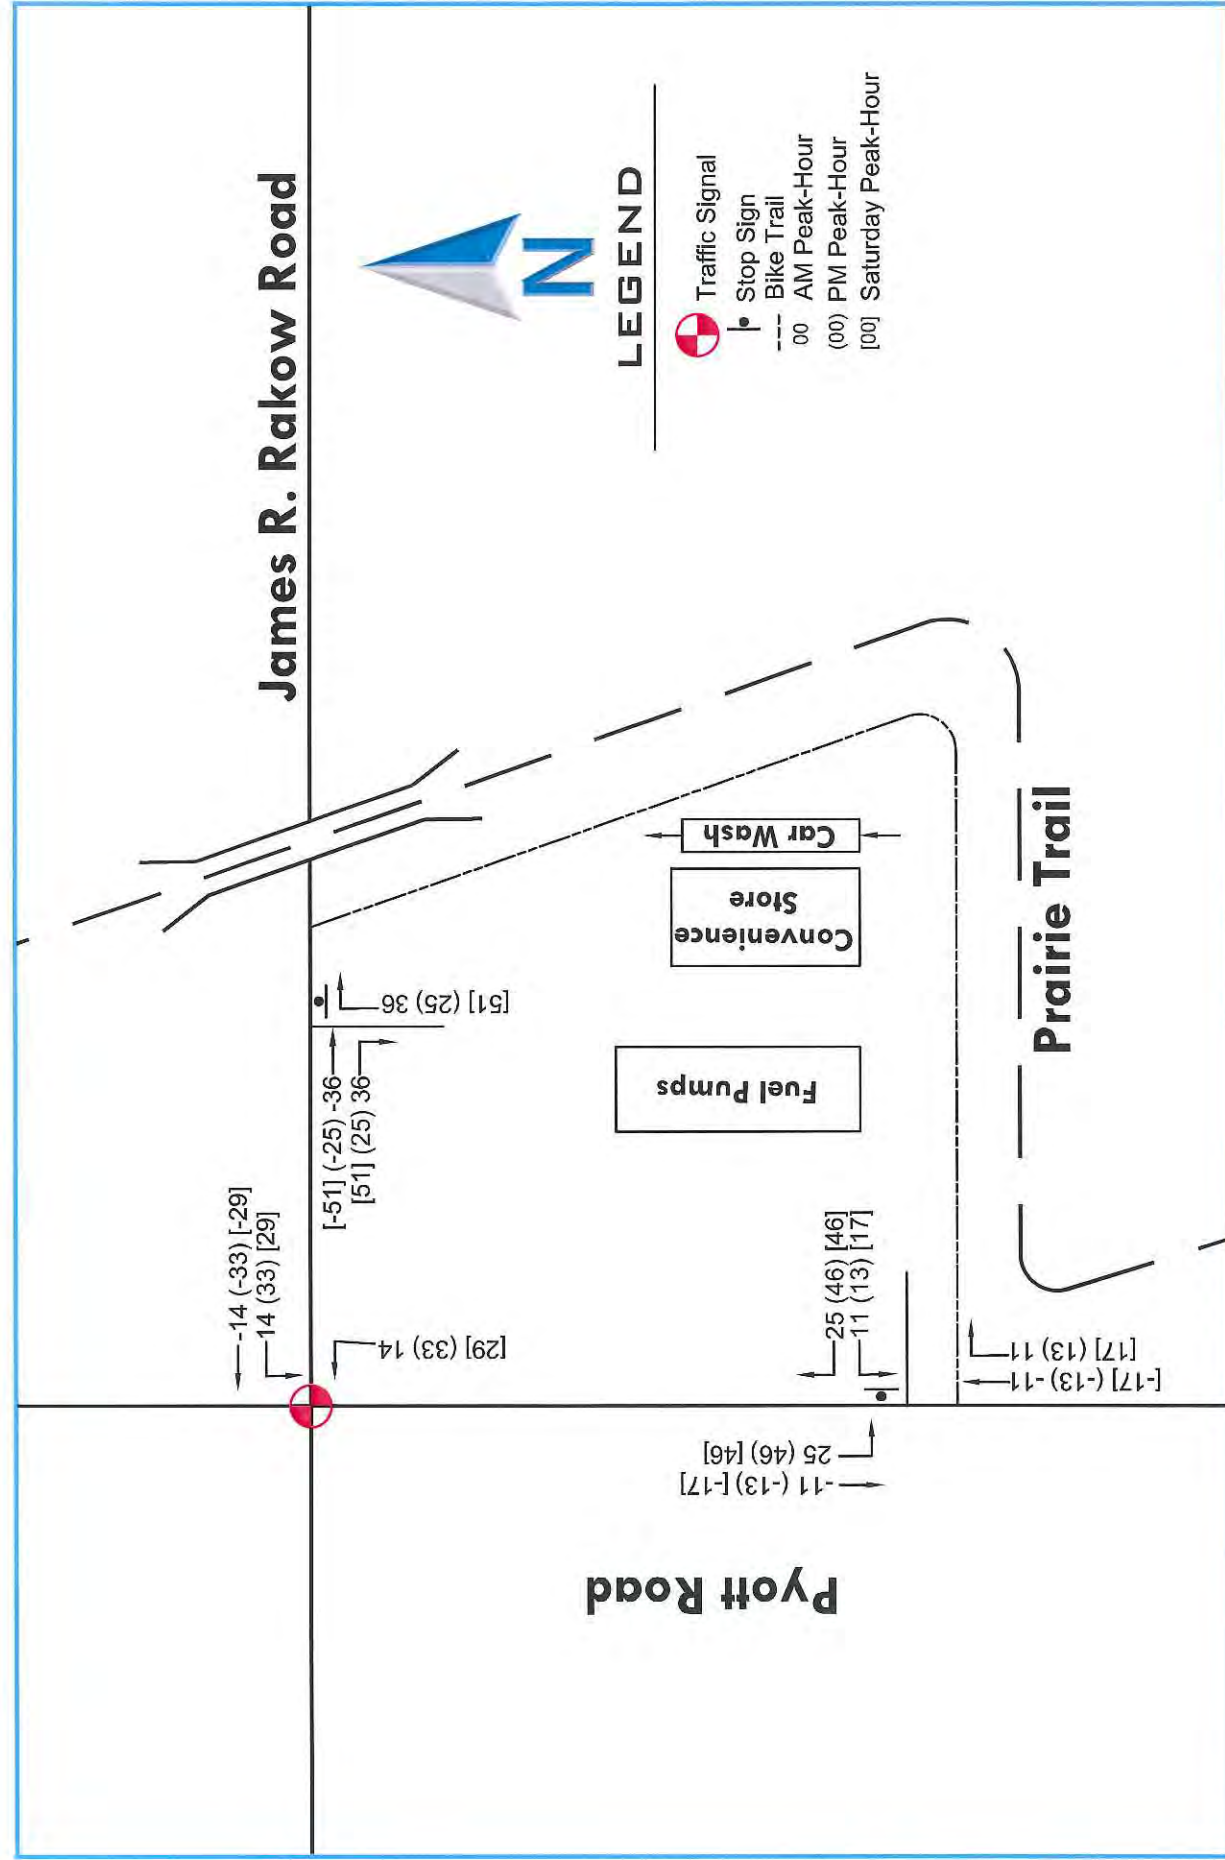 James R. Rakow Road
N
LEGEND
Traffic Signal
Stop Sign
--- Bike Trail
00 AM Peak-Hour
(00) PM Peak-Hour
[00] Saturday Peak-Hour
-14 (-33) [-29]
14 (33) [29]
[-51] (-25) -36
[51] (25) 36
[51] (25) 36
[29] (33) 14
Car Wash
Convenience
Store
Fuel Pumps
25 (46) [46]
11 (13) [17]
25 (46) [46]
-11 (-13) [-17]
[17] (13) 11
[-17] (-13) -11
Pyott Road
Prairie Trail